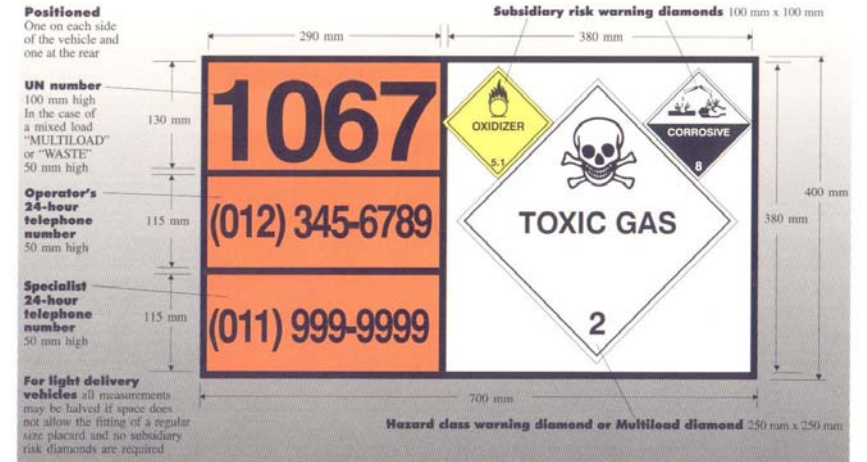 Positioned
One on each side
of the vehicle and
one at the rear
UN number
100 mm high
In the case of
a mixed load
"MULTILOAD"
or "WASTE"
50 mm high
Operator's
24-hour
telephone
number
50 mm high
Specialist
24-hour
telephone
number
50 mm high
For light delivery
vehicles all measurements
may be halved if space does
not allow the fitting of a regular
size placard and no subsidiary
risk diamonds are required
290 mm
Subsidiary risk warning diamonds 100 mm x 100 mm
380 mm
130 mm
115 mm
115 mm
1067
(012) 345-6789
(011) 999-9999
OXIDIZER
5.1
CORROSIVE
8
TOXIC GAS
2
400 mm
380 mm
700 mm
Hazard class warning diamond or Multiload diamond 250 mm x 250 mm